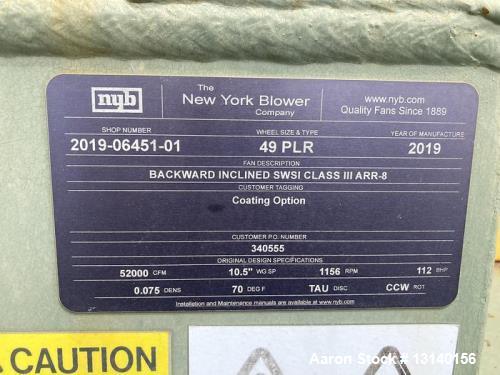 nyb
The
New York Blower
Company
www.nyb.com
Quality Fans Since 1889
SHOP NUMBER
WHEEL SIZE & TYPE
YEAR OF MANUFACTURE
2019-06451-01
49 PLR
2019
FAN DESCRIPTION
BACKWARD INCLINED SWSI CLASS III ARR-8
CUSTOMER TAGGING
Coating Option
CUSTOMER P.O. NUMBER
340555
ORIGINAL DESIGN SPECIFICATIONS
52000 CFM
10.5" WG SP
1156 RPM
112 BHP
0.075 DENS
70 DEG F
TAU DISC
CCW ROT
Installation and Maintenance manuals are available at www.nyb.com
CAUTION
Aaron Stock # 13140156